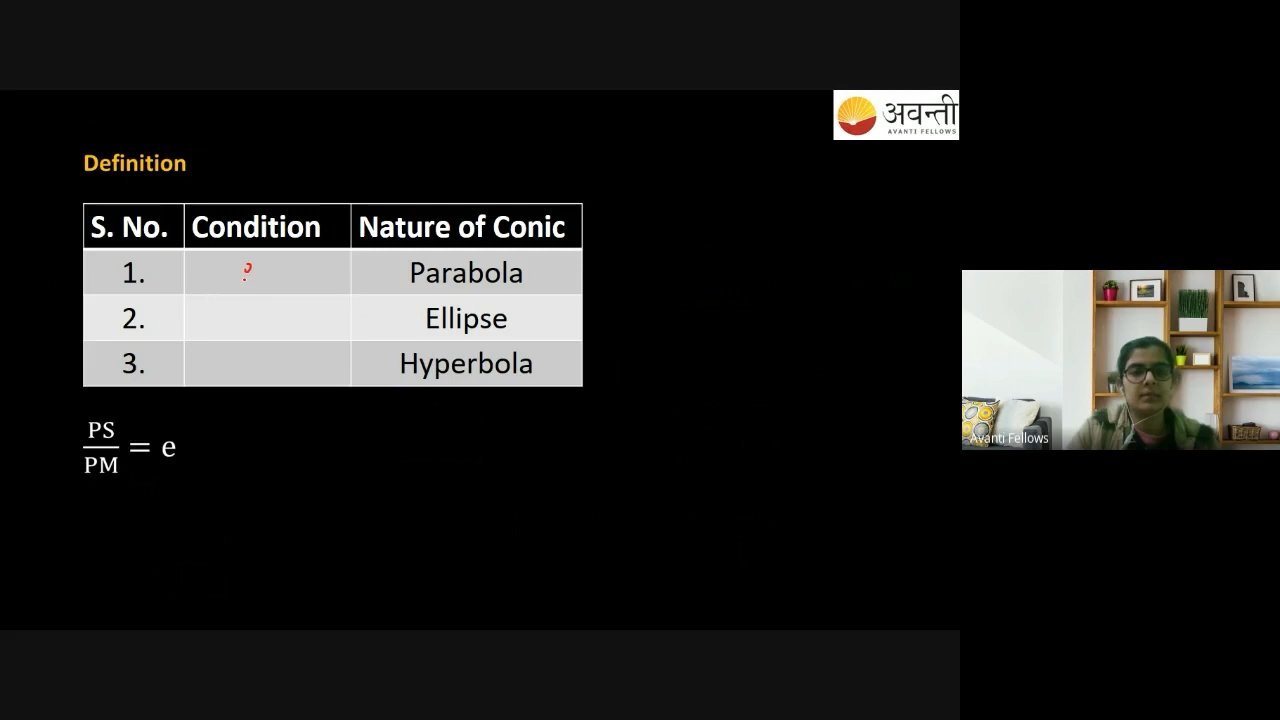 अवन्ती
AVANTI FELLOWS
Definition
S. No. Condition Nature of Conic
1. ? Parabola
2. Ellipse
3. Hyperbola
PS
PM = e
Avanti Fellows